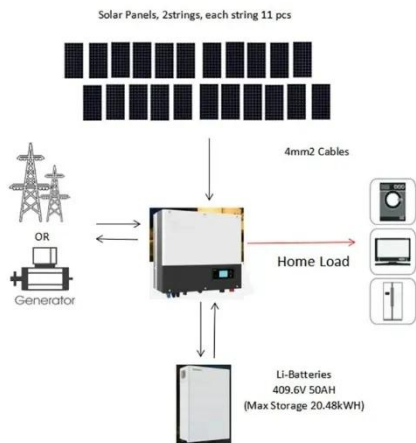 Solar Panels, 2strings, each string 11 pcs
4mm2 Cables
OR
Home Load
Generator
Li-Batteries
409.6V 50AH
(Max Storage 20.48kWH)